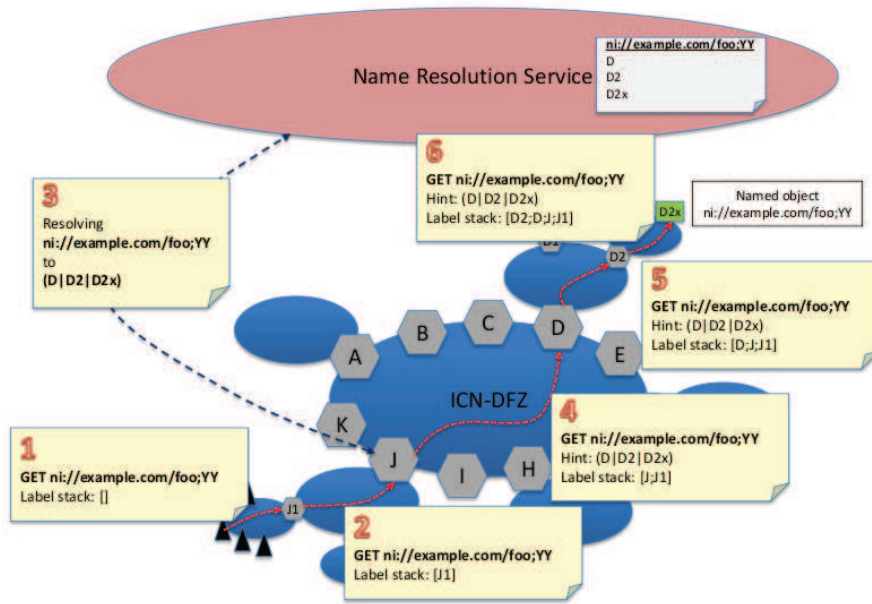 Name Resolution Service
ni://example.com/foo;YY
D
D2
D2x
6
GET ni://example.com/foo;YY
Hint: (D|D2|D2x)
Label stack: [D2;D;J;J1]
3
Resolving
ni://example.com/foo;YY
to
(D|D2|D2x)
D2x
Named object
ni://example.com/foo;YY
D1
D2
5
GET ni://example.com/foo;YY
Hint: (D|D2|D2x)
Label stack: [D;J;J1]
A
B
C
D
E
ICN-DFZ
K
J
I
H
4
GET ni://example.com/foo;YY
Hint: (D|D2|D2x)
Label stack: [J;J1]
1
GET ni://example.com/foo;YY
Label stack: []
J1
2
GET ni://example.com/foo;YY
Label stack: [J1]